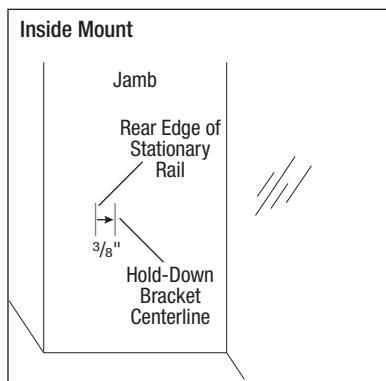 Inside Mount
Jamb
Rear Edge of
Stationary
Rail
3/8"
Hold-Down
Bracket
Centerline